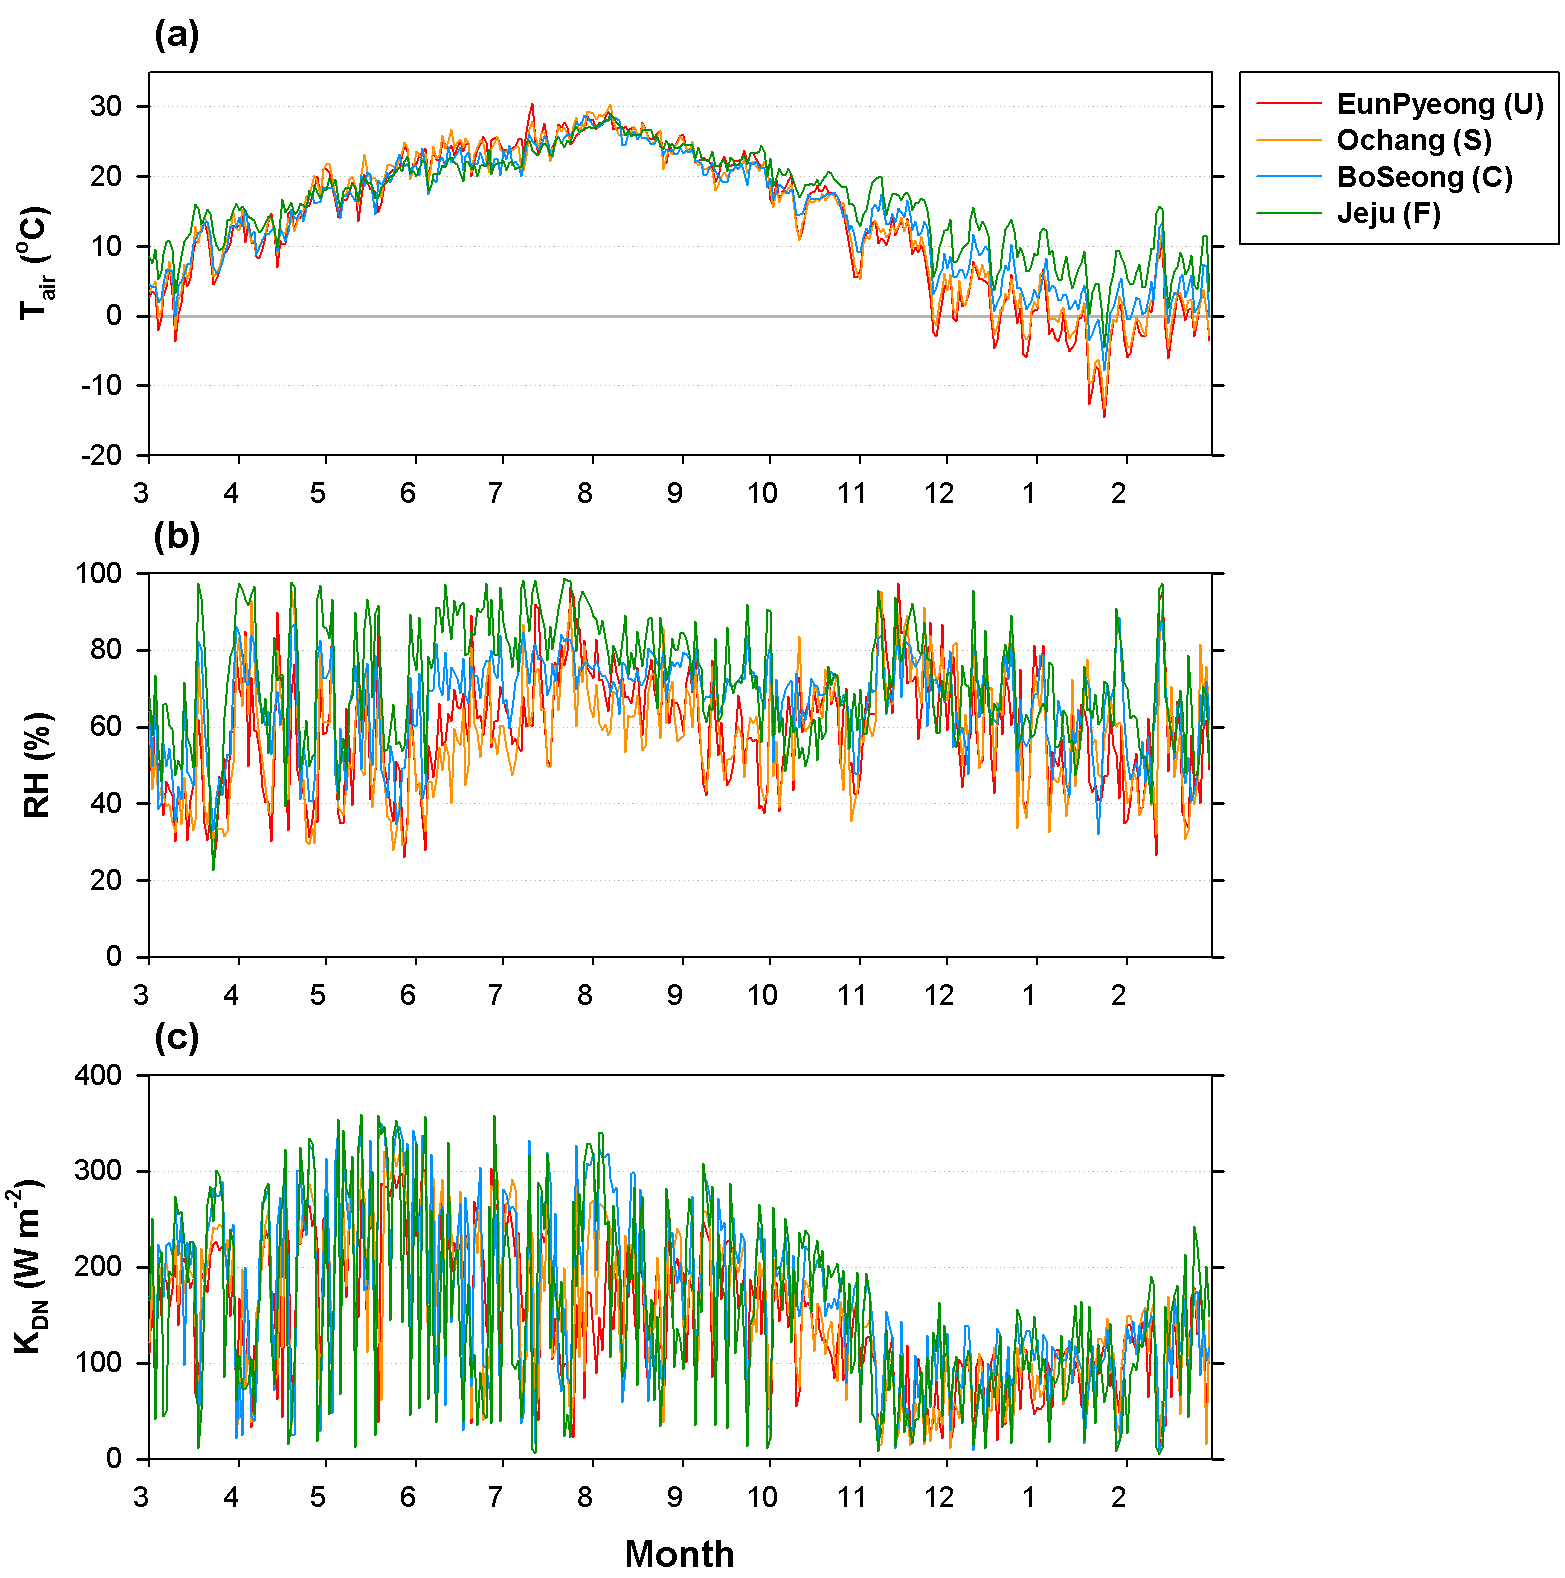 (a)
30
20
10
0
-10
-20
T_air (°C)
3 4 5 6 7 8 9 10 11 12 1 2
EunPyeong (U)
Ochang (S)
BoSeong (C)
Jeju (F)
(b)
100
80
60
40
20
0
RH (%)
3 4 5 6 7 8 9 10 11 12 1 2
(c)
400
300
200
100
0
K_DN (W m⁻²)
3 4 5 6 7 8 9 10 11 12 1 2
Month